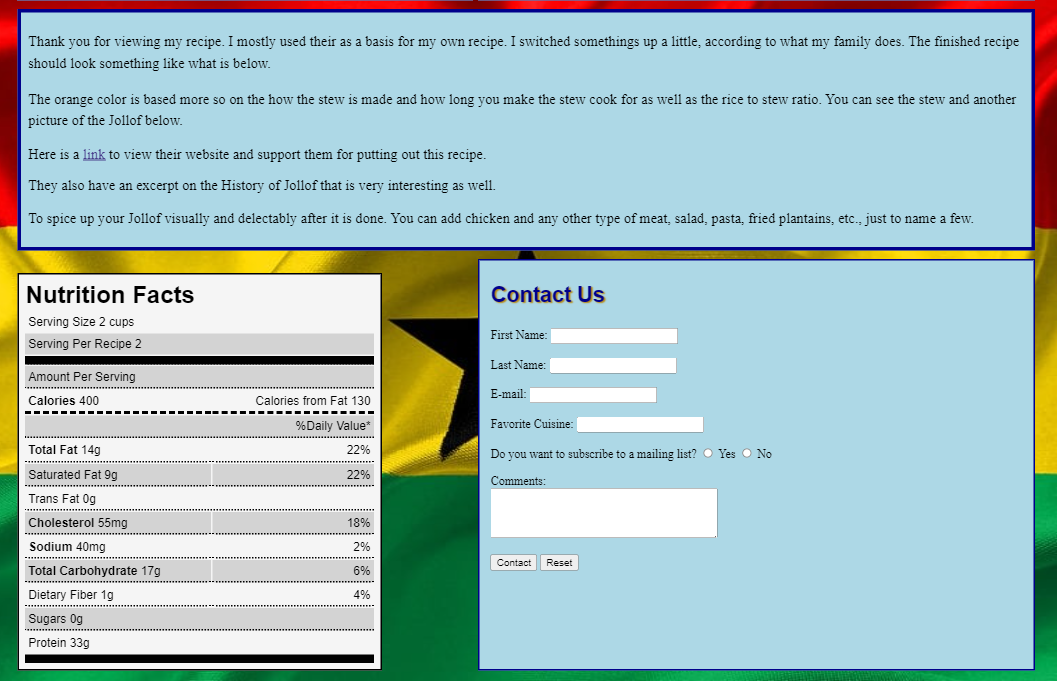 Thank you for viewing my recipe. I mostly used their as a basis for my own recipe. I switched somethings up a little, according to what my family does. The finished recipe
should look something like what is below.
The orange color is based more so on the how the stew is made and how long you make the stew cook for as well as the rice to stew ratio. You can see the stew and another
picture of the Jollof below.
Here is a link to view their website and support them for putting out this recipe.
They also have an excerpt on the History of Jollof that is very interesting as well.
To spice up your Jollof visually and delectably after it is done. You can add chicken and any other type of meat, salad, pasta, fried plantains, etc., just to name a few.
Nutrition Facts
Serving Size 2 cups
Serving Per Recipe 2
Amount Per Serving
Calories 400 Calories from Fat 130
%Daily Value*
Total Fat 14g 22%
Saturated Fat 9g 22%
Trans Fat 0g
Cholesterol 55mg 18%
Sodium 40mg 2%
Total Carbohydrate 17g 6%
Dietary Fiber 1g 4%
Sugars 0g
Protein 33g
Contact Us
First Name:
Last Name:
E-mail:
Favorite Cuisine:
Do you want to subscribe to a mailing list? Yes No
Comments:
Contact Reset